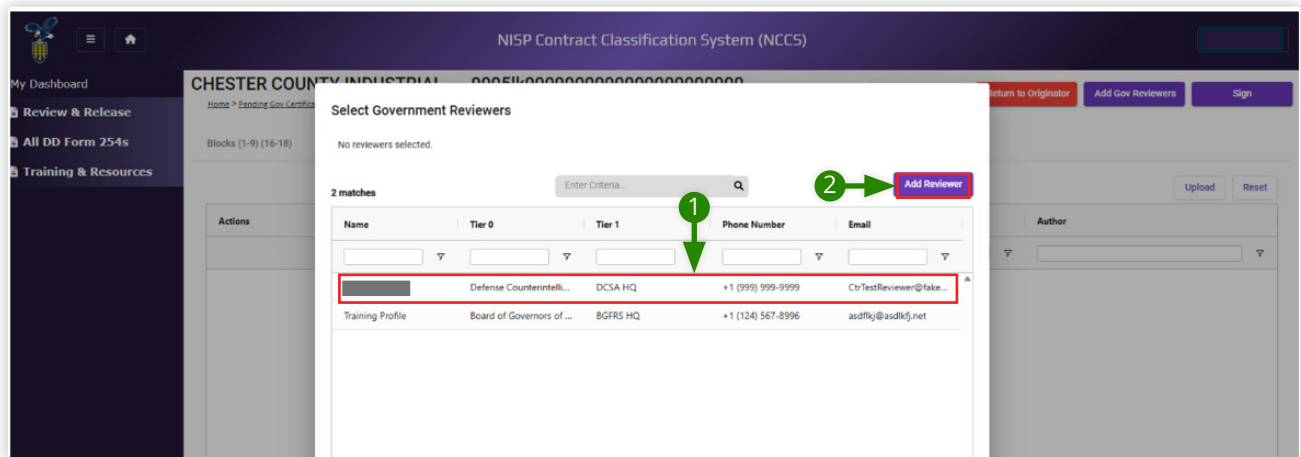 NISP Contract Classification System (NCCS)
My Dashboard
Review & Release
All DD Form 254s
Training & Resources
CHESTER COUNTY INDUSTRIAL
Home > Pending Gov Certifica
Return to Originator
Add Gov Reviewers
Sign
Blocks (1-9) (16-18)
Upload
Reset
Actions
Author
Select Government Reviewers
No reviewers selected.
2 matches
Enter Criteria...
2
Add Reviewer
1
Name Tier 0 Tier 1 Phone Number Email
Defense Counterintelli... DCSA HQ +1 (999) 999-9999 CtrTestReviewer@fake...
Training Profile Board of Governors of ... BGFRS HQ +1 (124) 567-8996 asdflkj@asdlkfj.net